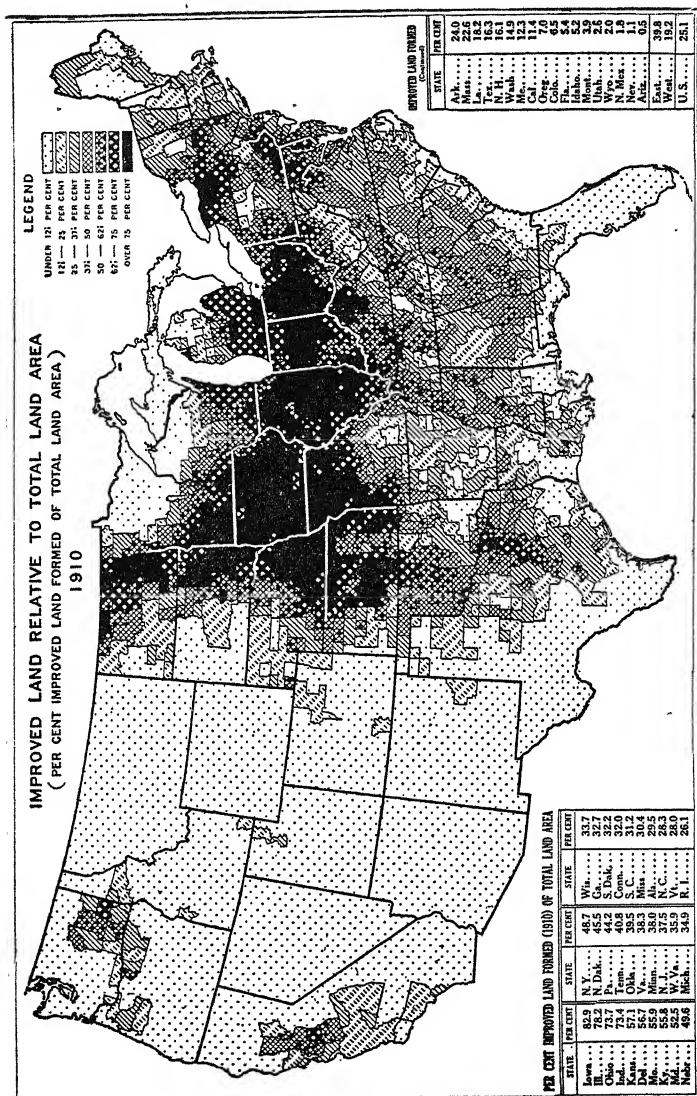 IMPROVED LAND RELATIVE TO TOTAL LAND AREA
( PER CENT IMPROVED LAND FORMED OF TOTAL LAND AREA )
1910
LEGEND
UNDER 12½ PER CENT
12½ — 25 PER CENT
25 — 37½ PER CENT
37½ — 50 PER CENT
50 — 62½ PER CENT
62½ — 75 PER CENT
OVER 75 PER CENT
PER CENT IMPROVED LAND FORMED (1910) OF TOTAL LAND AREA
STATE PER CENT STATE PER CENT STATE PER CENT
Iowa.... 82.9 N. Y.... 48.7 Wis.... 33.7
Ill.... 78.2 N. Dak.... 45.5 Ga.... 32.7
Ohio.... 73.7 Pa.... 44.2 S. Dak.... 32.2
Ind.... 73.4 Tenn.... 40.8 Conn.... 32.0
Kans.... 57.1 Okla.... 39.5 S. C.... 31.2
Del.... 56.7 Va.... 38.3 Miss.... 30.4
Mo.... 55.9 Minn.... 38.0 Ala.... 29.5
Ky.... 55.8 N. J.... 37.5 N. C.... 28.3
Md.... 52.5 W. Va.... 35.9 Vt.... 28.0
Nebr.... 49.6 Mich.... 34.9 R. I.... 26.1
IMPROVED LAND FORMED
(Continued)
STATE PER CENT
Ark.... 24.0
Mass.... 22.6
La.... 18.2
Tex.... 16.3
N. H.... 16.1
Wash.... 14.9
Me.... 12.3
Cal.... 11.4
Oreg.... 7.0
Colo.... 6.5
Fla.... 5.4
Idaho.... 5.2
Mont.... 3.9
Utah.... 2.6
Wyo.... 2.0
N. Mex.... 1.8
Nev.... 1.1
Ariz.... 0.5
East.... 39.8
West.... 19.2
U. S.... 25.1